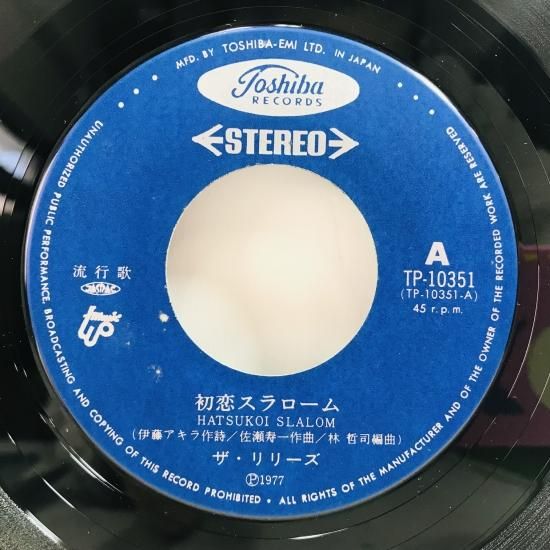 MFD. BY TOSHIBA-EMI LTD. IN JAPAN
Toshiba
RECORDS
STEREO
流行歌
JASRAC
A
TP-10351
(TP-10351-A)
45 r.p.m.
初恋スラローム
HATSUKOI SLALOM
(伊藤アキラ作詩/佐瀬寿一作曲/林 哲司編曲)
ザ・リリーズ
Ⓟ1977
UNAUTHORIZED PUBLIC PERFORMANCE, BROADCASTING AND COPYING OF THIS RECORD PROHIBITED • ALL RIGHTS OF THE MANUFACTURER AND OF THE OWNER OF THE RECORDED WORK ARE RESERVED